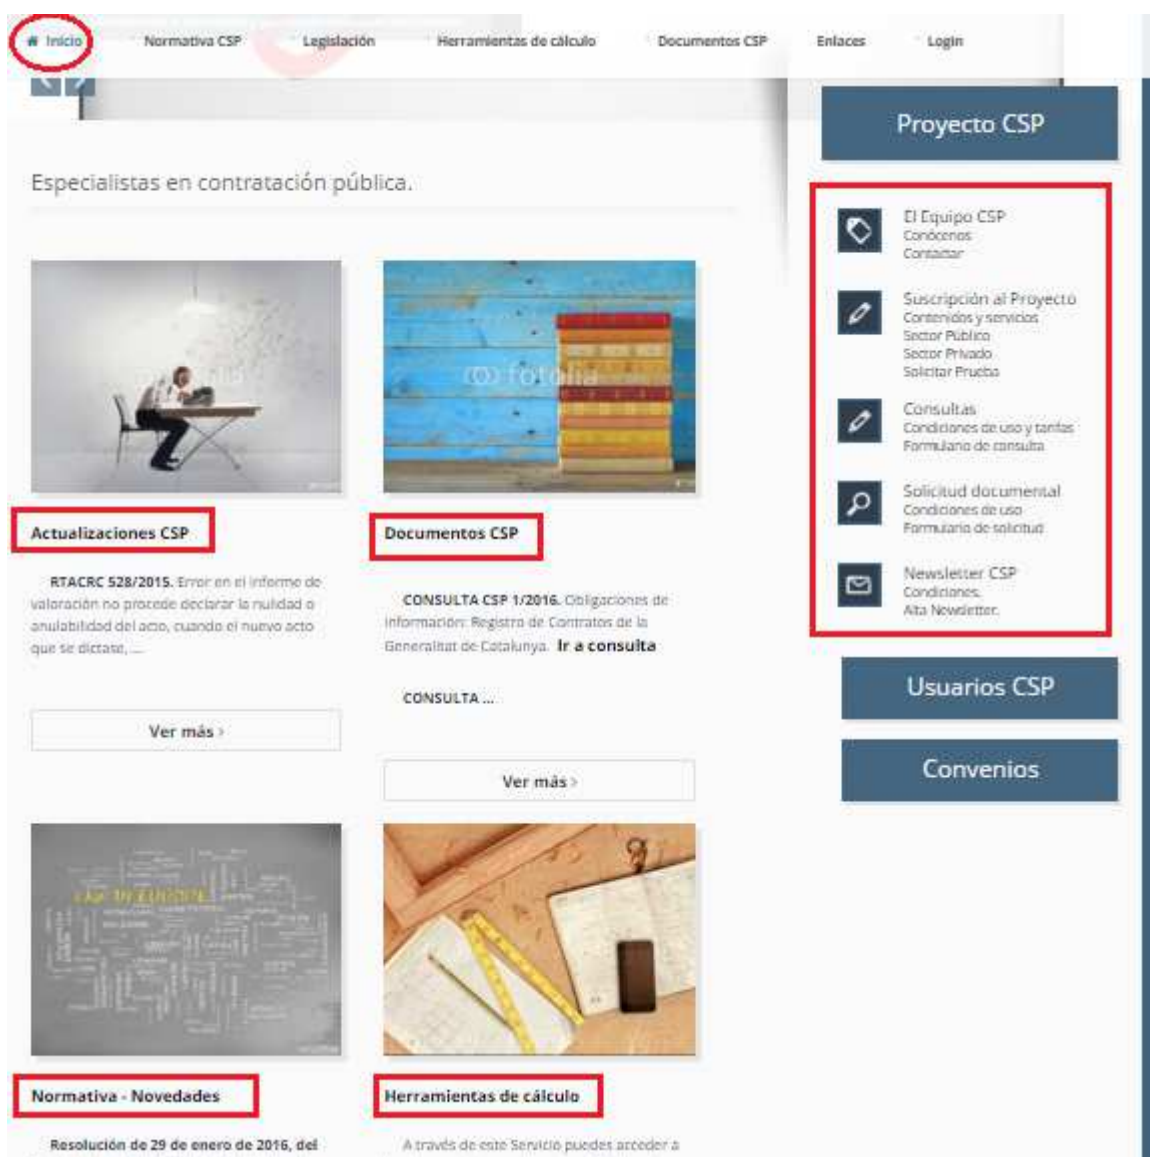 Inicio
Normativa CSP
Legislación
Herramientas de cálculo
Documentos CSP
Enlaces
Login
Proyecto CSP
Especialistas en contratación pública.
El Equipo CSP
Conócenos
Contactar
Suscripción al Proyecto
Contenidos y servicios
Sector Público
Sector Privado
Solicitar Prueba
Consultas
Condiciones de uso y tarifas
Formulario de consulta
Solicitud documental
Condiciones de uso
Formulario de solicitud
Newsletter CSP
Condiciones.
Alta Newsletter.
Usuarios CSP
Convenios
fotolia
Actualizaciones CSP
RTACRC 528/2015. Error en el informe de
valoración no procede declarar la nulidad o
anulabilidad del acto, cuando el nuevo acto
que se dictase, ...
Ver más ›
Documentos CSP
CONSULTA CSP 1/2016. Obligaciones de
información: Registro de Contratos de la
Generalitat de Catalunya. Ir a consulta
CONSULTA ...
Ver más ›
Normativa - Novedades
Resolución de 29 de enero de 2016, del
Herramientas de cálculo
A través de este Servicio puedes acceder a